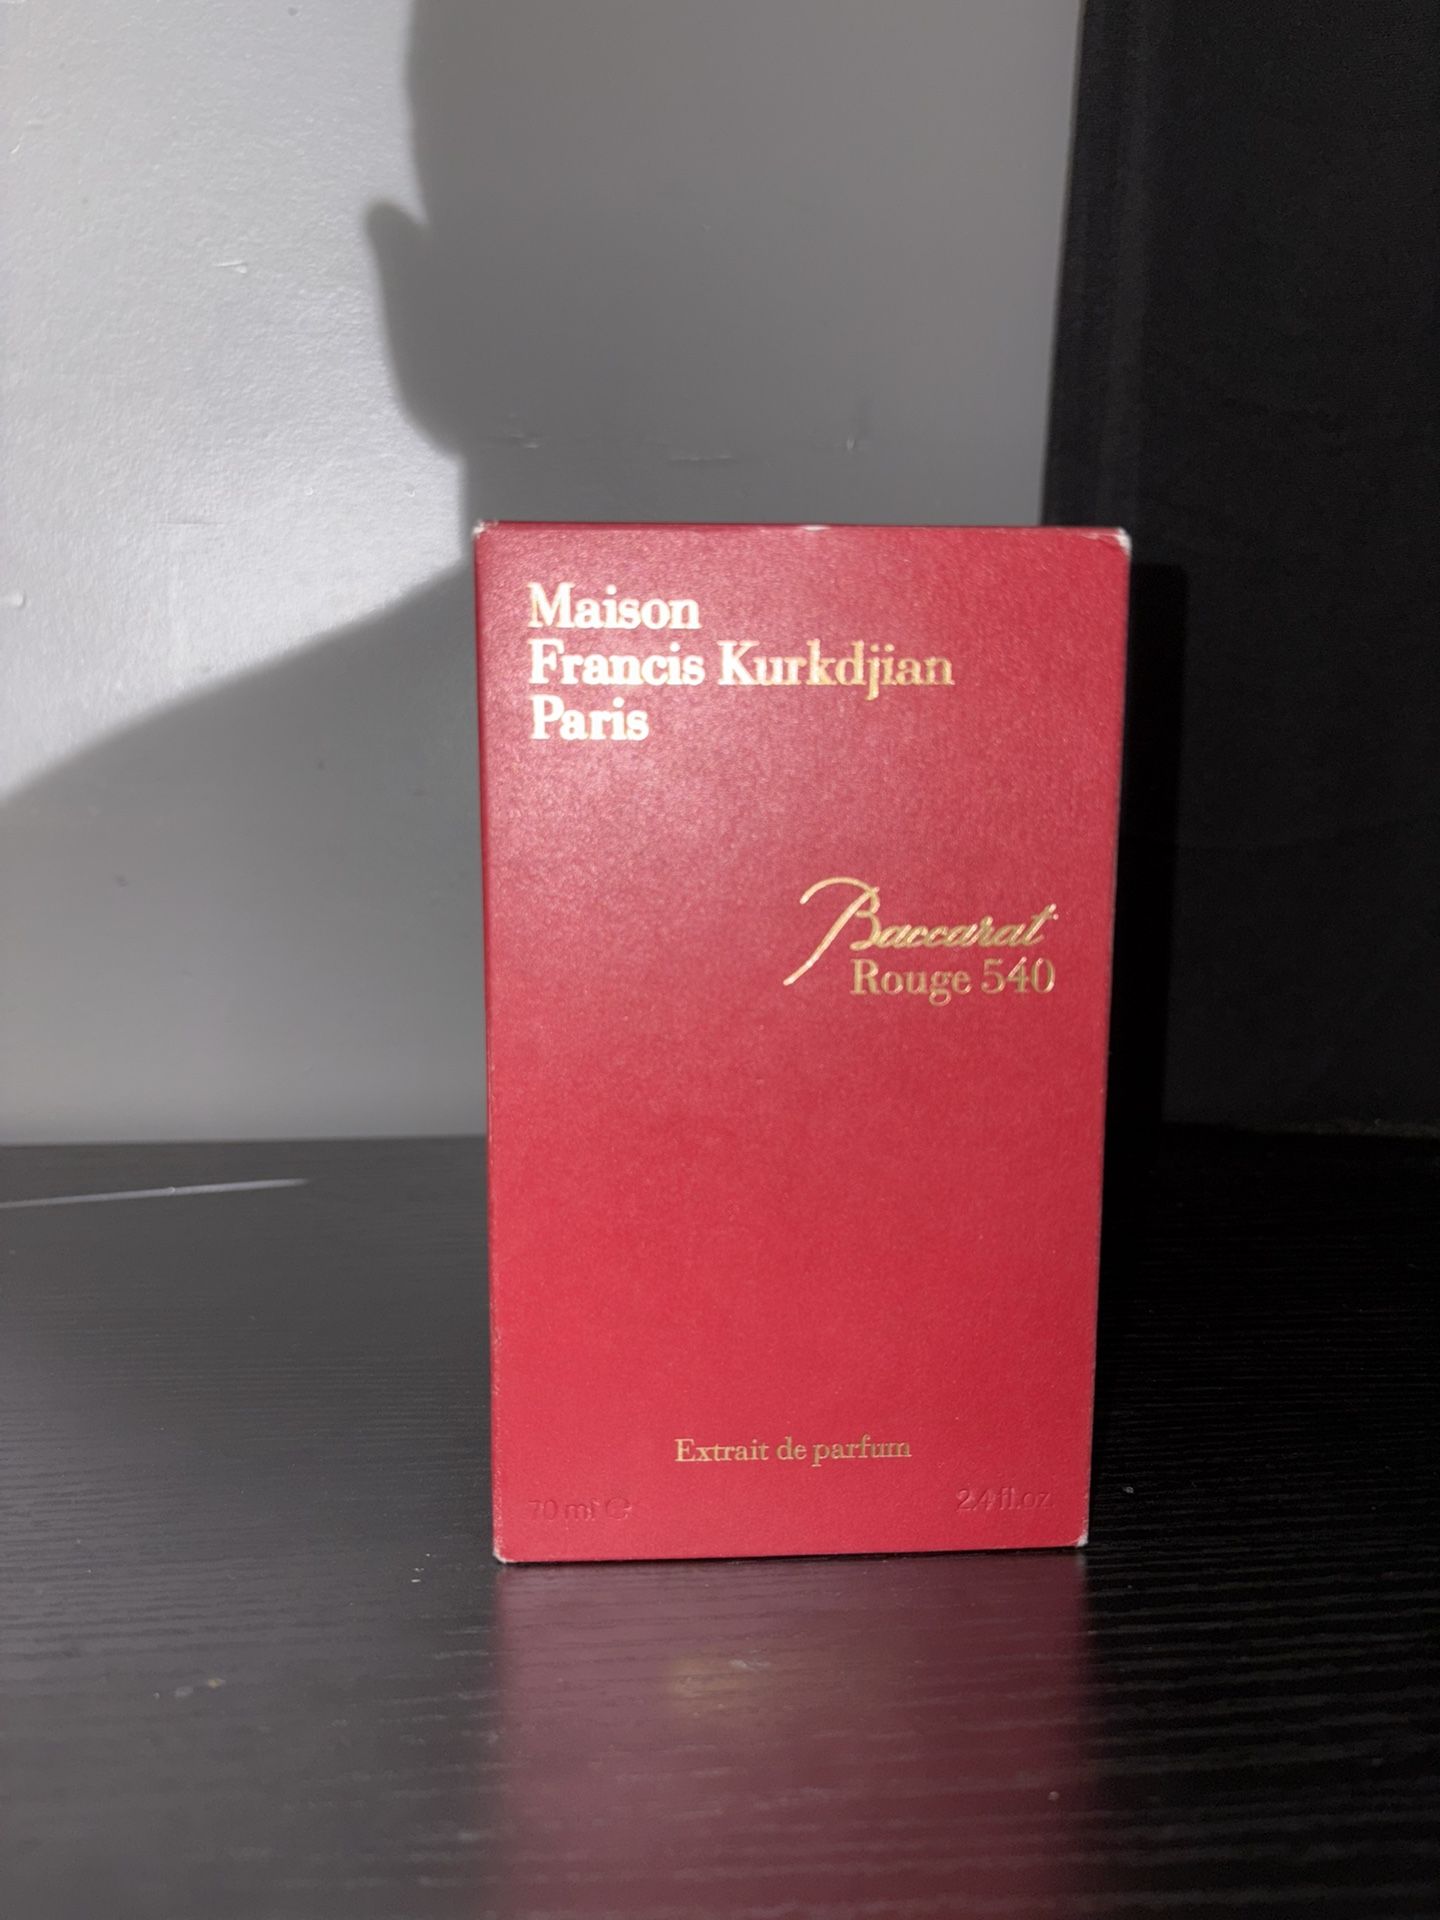 Maison
Francis Kurkdjian
Paris
Baccarat
Rouge 540
Extrait de parfum
70 ml ℮
2.4 fl.oz